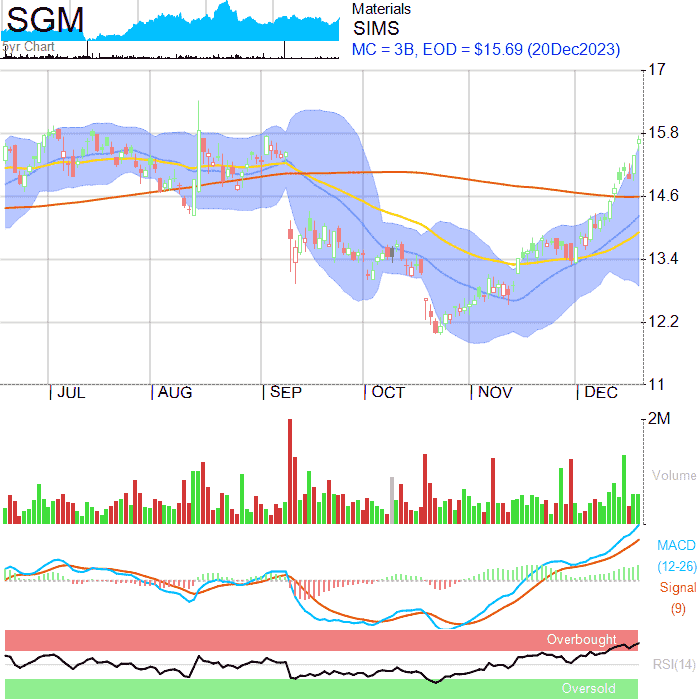 SGM
5yr Chart
Materials
SIMS
MC = 3B, EOD = $15.69 (20Dec2023)
17
15.8
14.6
13.4
12.2
11
JUL AUG SEP OCT NOV DEC
2M
Volume
MACD
(12-26)
Signal
(9)
Overbought
RSI(14)
Oversold